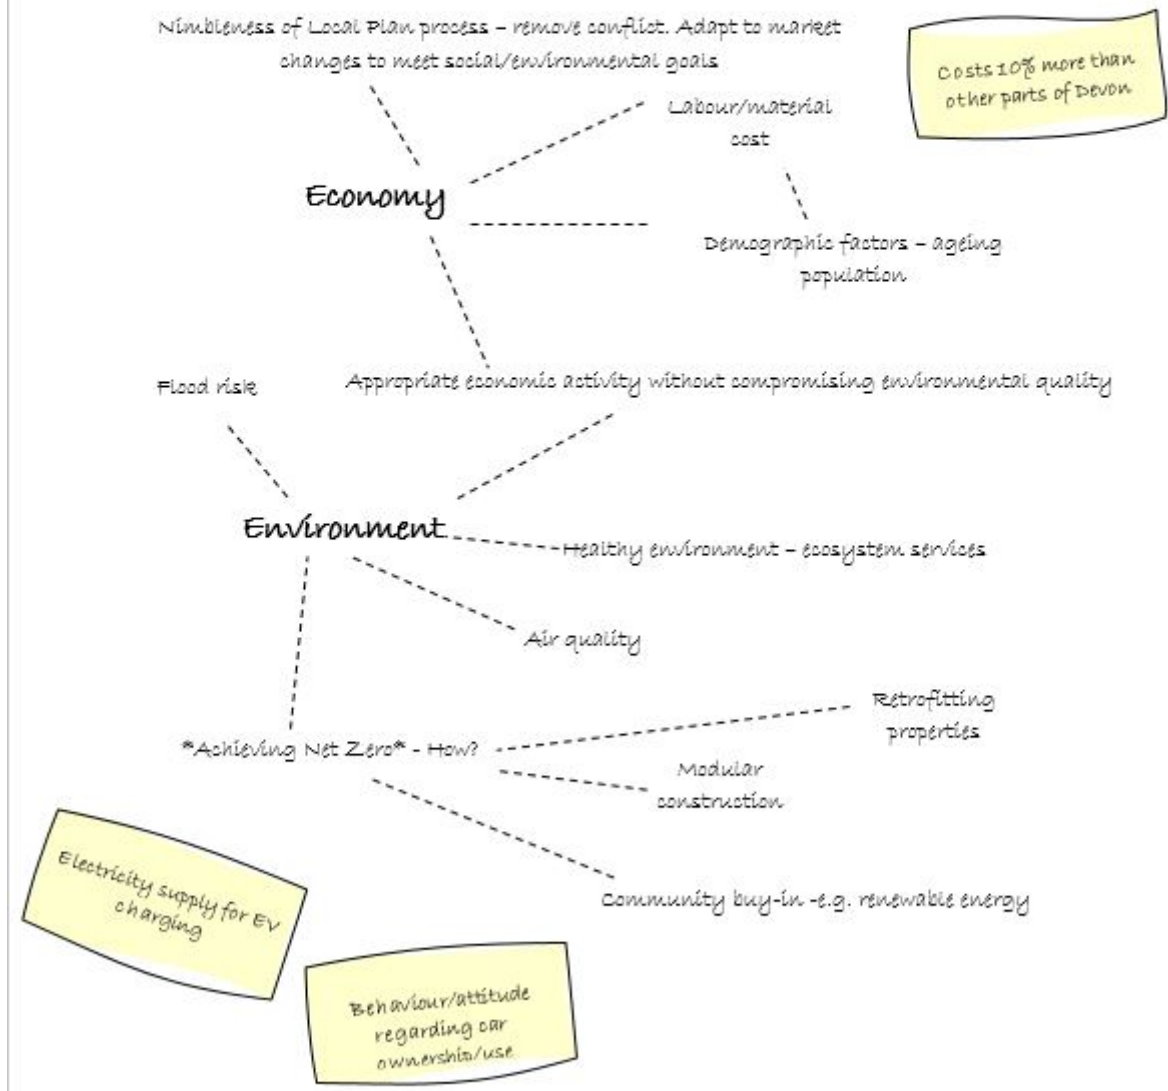 Nimbleness of Local Plan process – remove conflict. Adapt to market
changes to meet social/environmental goals
Costs 10% more than
other parts of Devon
Labour/material
cost
Economy
Demographic factors – ageing
population
Flood risk
Appropriate economic activity without compromising environmental quality
Environment
Healthy environment – ecosystem services
Air quality
Retrofitting
properties
*Achieving Net Zero* - How?
Modular
construction
Electricity supply for EV
charging
Community buy-in -e.g. renewable energy
Behaviour/attitude
regarding car
ownership/use